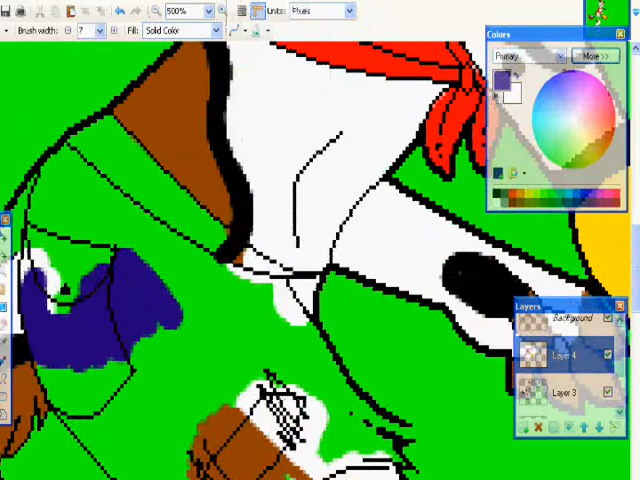 500% Units: Pixels
Brush width: 7 Fill: Solid Color
Colors
Primary More >>
Layers
Background
Layer 4
Layer 3